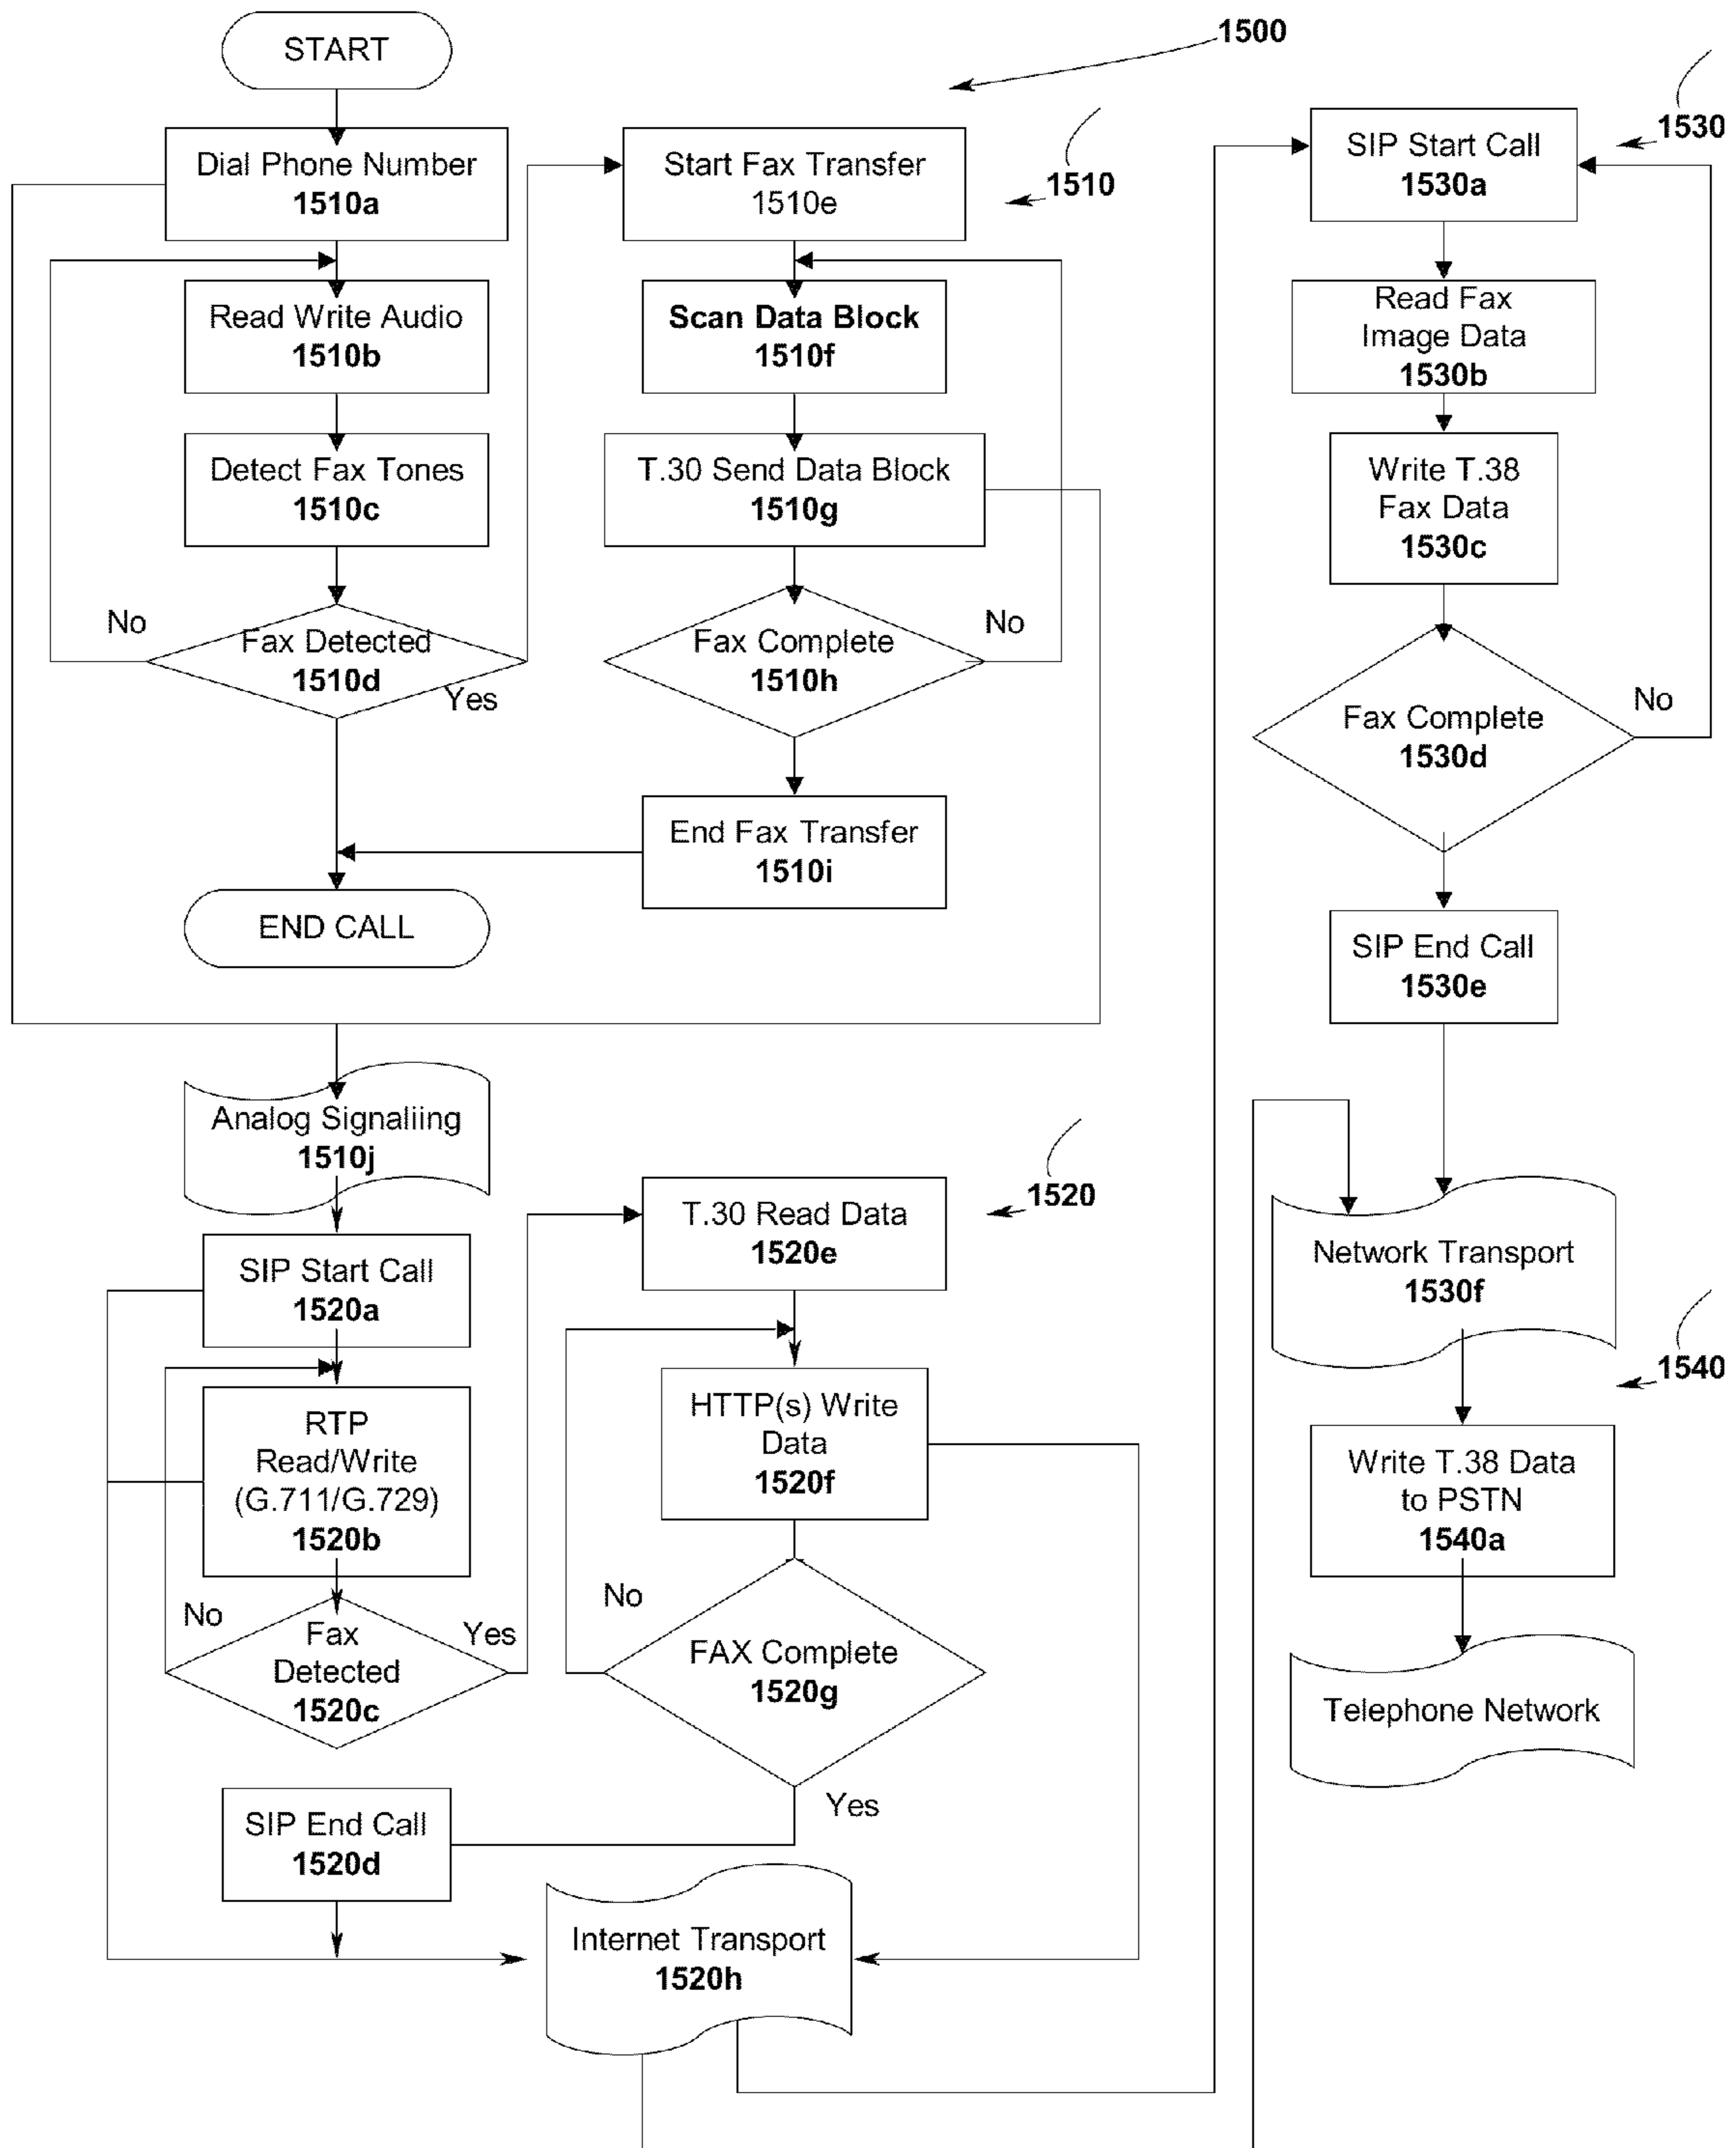 START
1500
Dial Phone Number
1510a
Read Write Audio
1510b
Detect Fax Tones
1510c
No
Fax Detected
1510d
Yes
END CALL
Start Fax Transfer
1510e
1510
Scan Data Block
1510f
T.30 Send Data Block
1510g
Fax Complete
1510h
No
End Fax Transfer
1510i
Analog Signaliing
1510j
SIP Start Call
1520a
RTP
Read/Write
(G.711/G.729)
1520b
No
Fax
Detected
1520c
Yes
SIP End Call
1520d
T.30 Read Data
1520e
1520
HTTP(s) Write
Data
1520f
No
FAX Complete
1520g
Yes
Internet Transport
1520h
SIP Start Call
1530a
1530
Read Fax
Image Data
1530b
Write T.38
Fax Data
1530c
Fax Complete
1530d
No
SIP End Call
1530e
Network Transport
1530f
1540
Write T.38 Data
to PSTN
1540a
Telephone Network